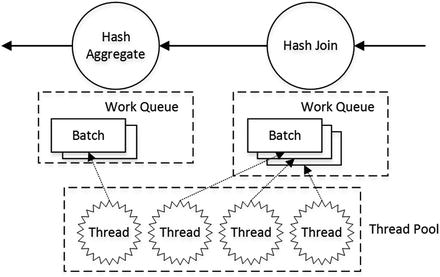 Hash
Aggregate
Hash Join
Work Queue
Work Queue
Batch
Batch
Thread
Thread
Thread
Thread
Thread Pool